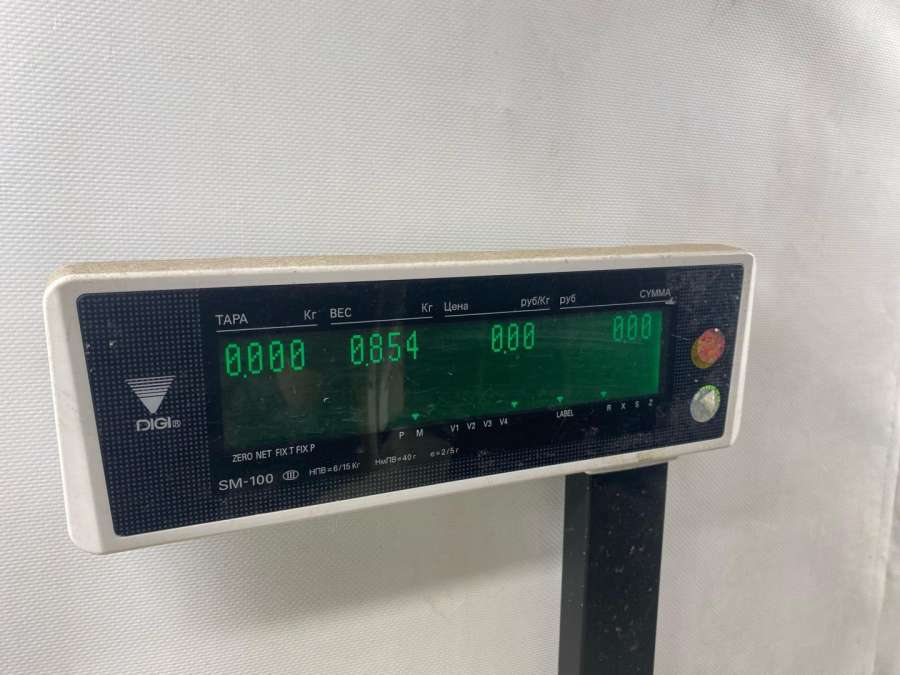 ТАРА Кг ВЕС Кг Цена руб/Кг руб СУММА
0.000 0.854 0.00 0.00
DIGI®
P M V1 V2 V3 V4 LABEL R X S Z
ZERO NET FIX T FIX P
SM-100 III НПВ=6/15 Кг НмПВ=40 г e=2/5 г